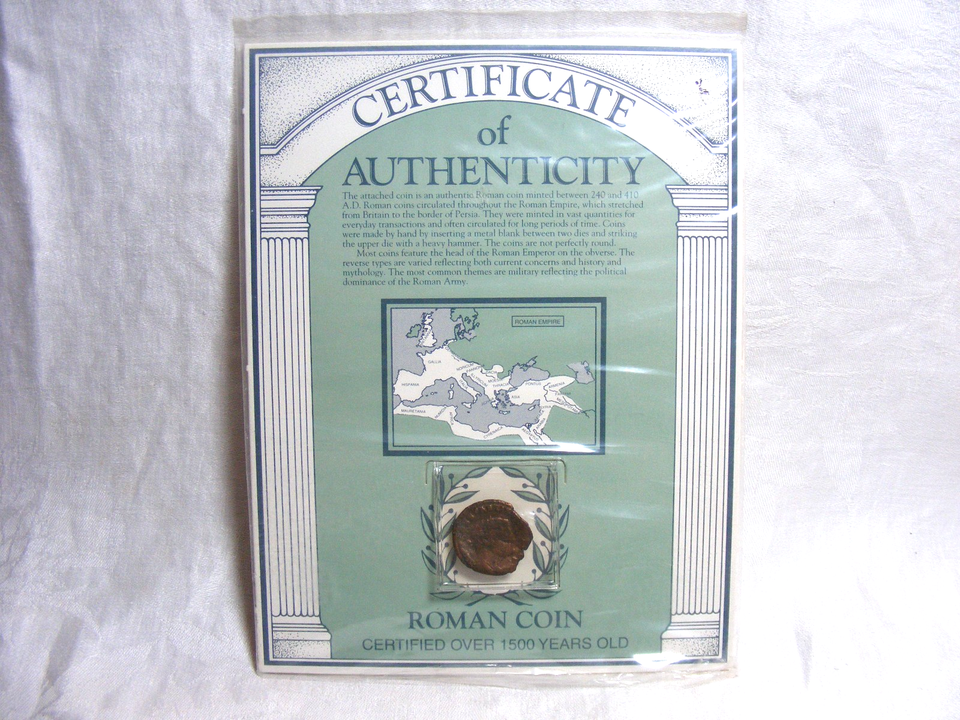 CERTIFICATE
of
AUTHENTICITY
The attached coin is an authentic Roman coin minted between 240 and 410
A.D. Roman coins circulated throughout the Roman Empire, which stretched
from Britain to the border of Persia. They were minted in vast quantities for
everyday transactions and often circulated for long periods of time. Coins
were made by hand by inserting a metal blank between two dies and striking
the upper die with a heavy hammer. The coins are not perfectly round.
Most coins feature the head of the Roman Emperor on the obverse. The
reverse types are varied reflecting both current concerns and history and
mythology. The most common themes are military reflecting the political
dominance of the Roman Army.
ROMAN EMPIRE
GALLIA
HISPANIA
PONTUS
ARMENIA
ASIA
MAURETANIA
CYRENAICA
ROMAN COIN
CERTIFIED OVER 1500 YEARS OLD